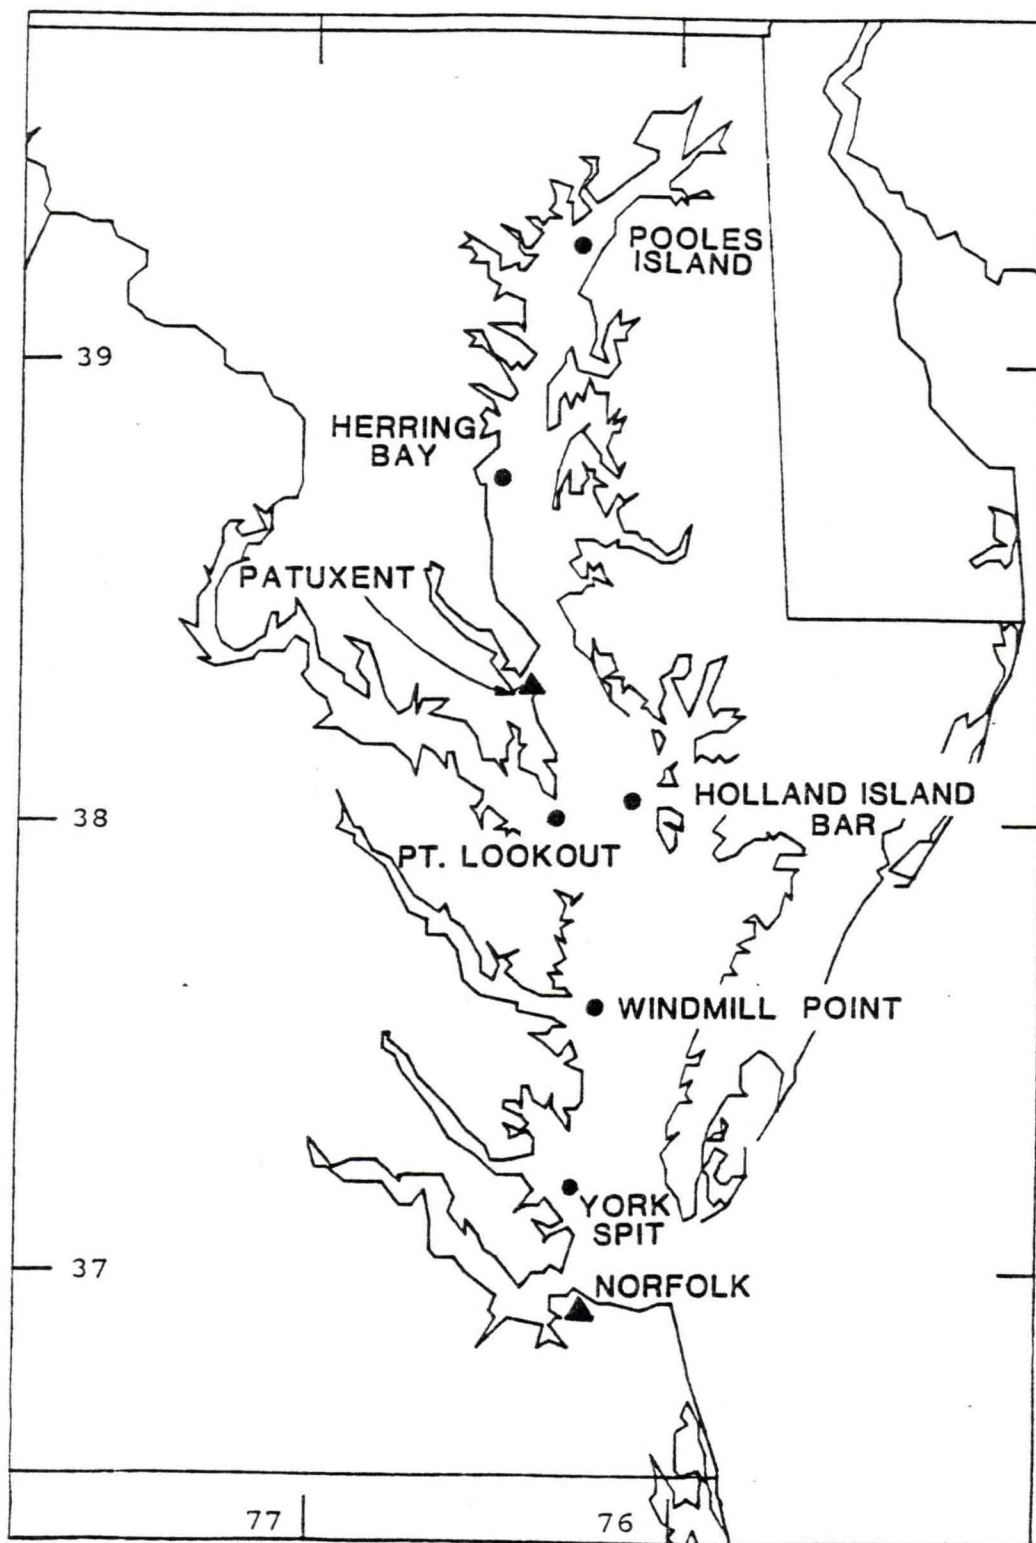 POOLES
ISLAND
39
HERRING
BAY
PATUXENT
HOLLAND ISLAND
BAR
38
PT. LOOKOUT
WINDMILL POINT
YORK
SPIT
37
NORFOLK
77
76